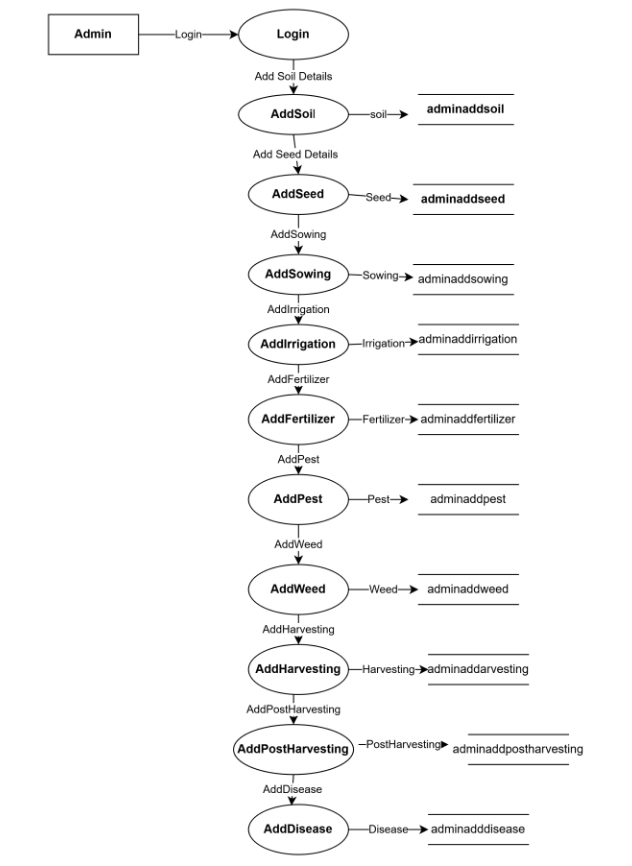 Admin
Login
Login
Add Soil Details
AddSoil
soil
adminaddsoil
Add Seed Details
AddSeed
Seed
adminaddseed
AddSowing
AddSowing
Sowing
adminaddsowing
AddIrrigation
AddIrrigation
Irrigation
adminaddirrigation
AddFertilizer
AddFertilizer
Fertilizer
adminaddfertilizer
AddPest
AddPest
Pest
adminaddpest
AddWeed
AddWeed
Weed
adminaddweed
AddHarvesting
AddHarvesting
Harvesting
adminaddarvesting
AddPostHarvesting
AddPostHarvesting
PostHarvesting
adminaddpostharvesting
AddDisease
AddDisease
Disease
adminadddisease